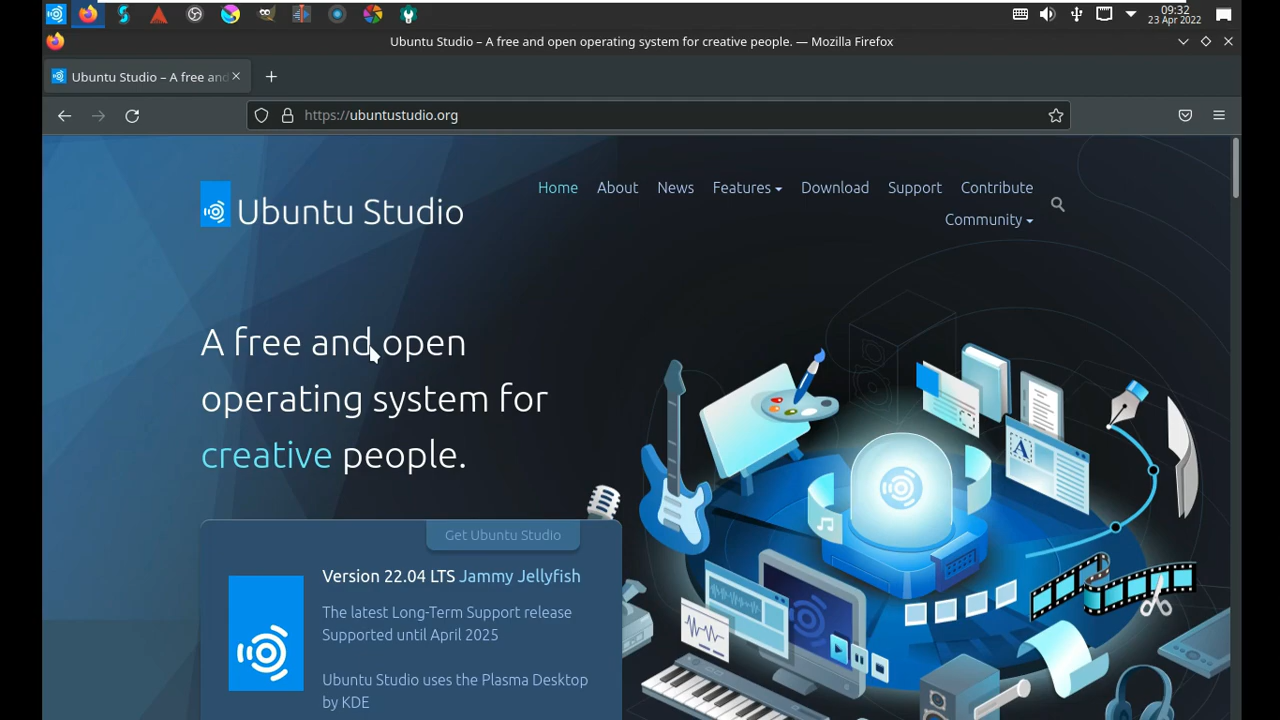 09:32
23 Apr 2022
Ubuntu Studio – A free and open operating system for creative people. — Mozilla Firefox
Ubuntu Studio – A free and
https://ubuntustudio.org
Ubuntu Studio
Home About News Features Download Support Contribute
Community
A free and open
operating system for
creative people.
Get Ubuntu Studio
Version 22.04 LTS Jammy Jellyfish
The latest Long-Term Support release
Supported until April 2025
Ubuntu Studio uses the Plasma Desktop
by KDE
A